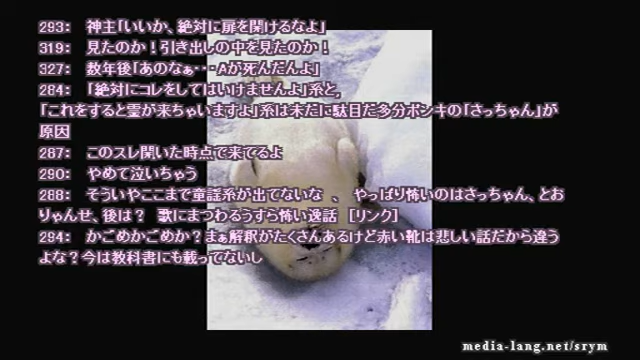 293: 神主「いいか、絶対に扉を開けるなよ」
319: 見たのか！引き出しの中を見たのか！
327: 数年後「あのなぁ・・・Aが死んだんよ」
284: 「絶対にコレをしてはいけませんよ」系と、
「これをすると霊が来ちゃいますよ」系は未だに駄目だ多分ポンキの「さっちゃん」が
原因
287: このスレ開いた時点で来てるよ
290: やめて泣いちゃう
288: そういやここまで童謡系が出てないな 、 やっぱり怖いのはさっちゃん、とお
りゃんせ、後は？ 歌にまつわるうすら怖い逸話 [リンク]
294: かごめかごめか？まぁ解釈がたくさんあるけど赤い靴は悲しい話だから違う
よな？今は教科書にも載ってないし
media-lang.net/srym